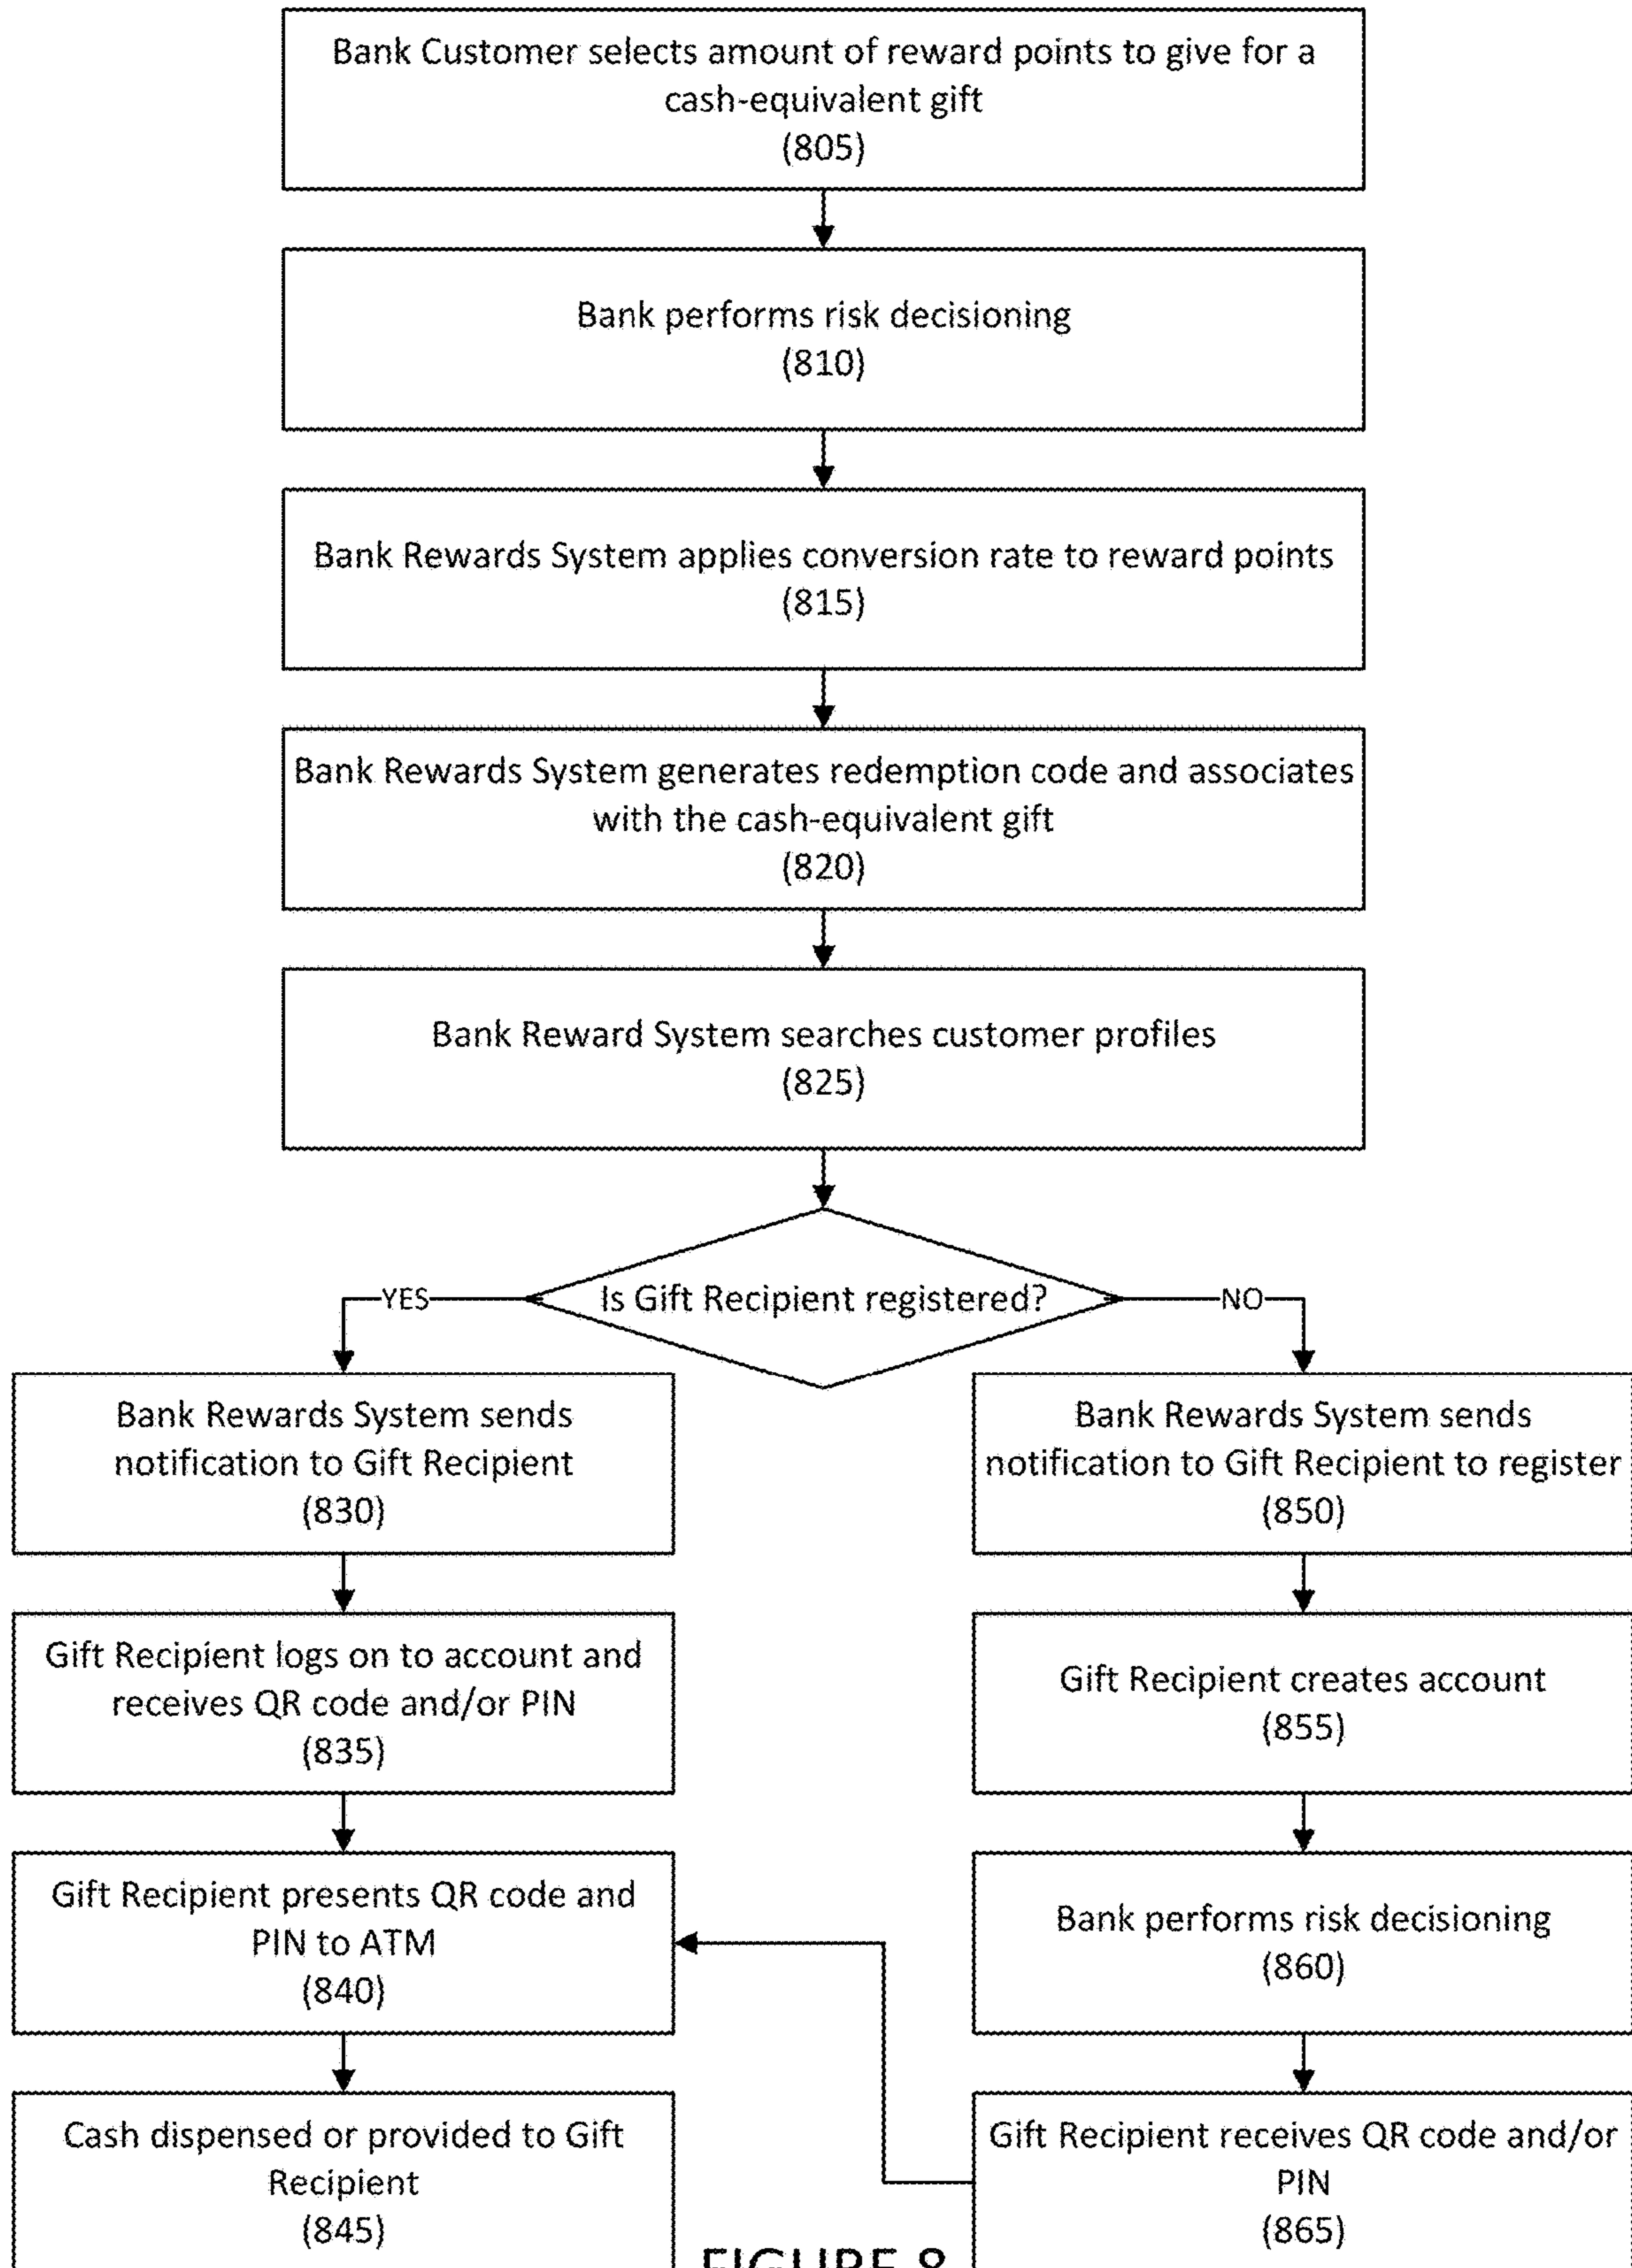 Bank Customer selects amount of reward points to give for a
cash-equivalent gift
(805)
Bank performs risk decisioning
(810)
Bank Rewards System applies conversion rate to reward points
(815)
Bank Rewards System generates redemption code and associates
with the cash-equivalent gift
(820)
Bank Reward System searches customer profiles
(825)
Is Gift Recipient registered?
YES
NO
Bank Rewards System sends
notification to Gift Recipient
(830)
Gift Recipient logs on to account and
receives QR code and/or PIN
(835)
Gift Recipient presents QR code and
PIN to ATM
(840)
Cash dispensed or provided to Gift
Recipient
(845)
Bank Rewards System sends
notification to Gift Recipient to register
(850)
Gift Recipient creates account
(855)
Bank performs risk decisioning
(860)
Gift Recipient receives QR code and/or
PIN
(865)
FIGURE 8